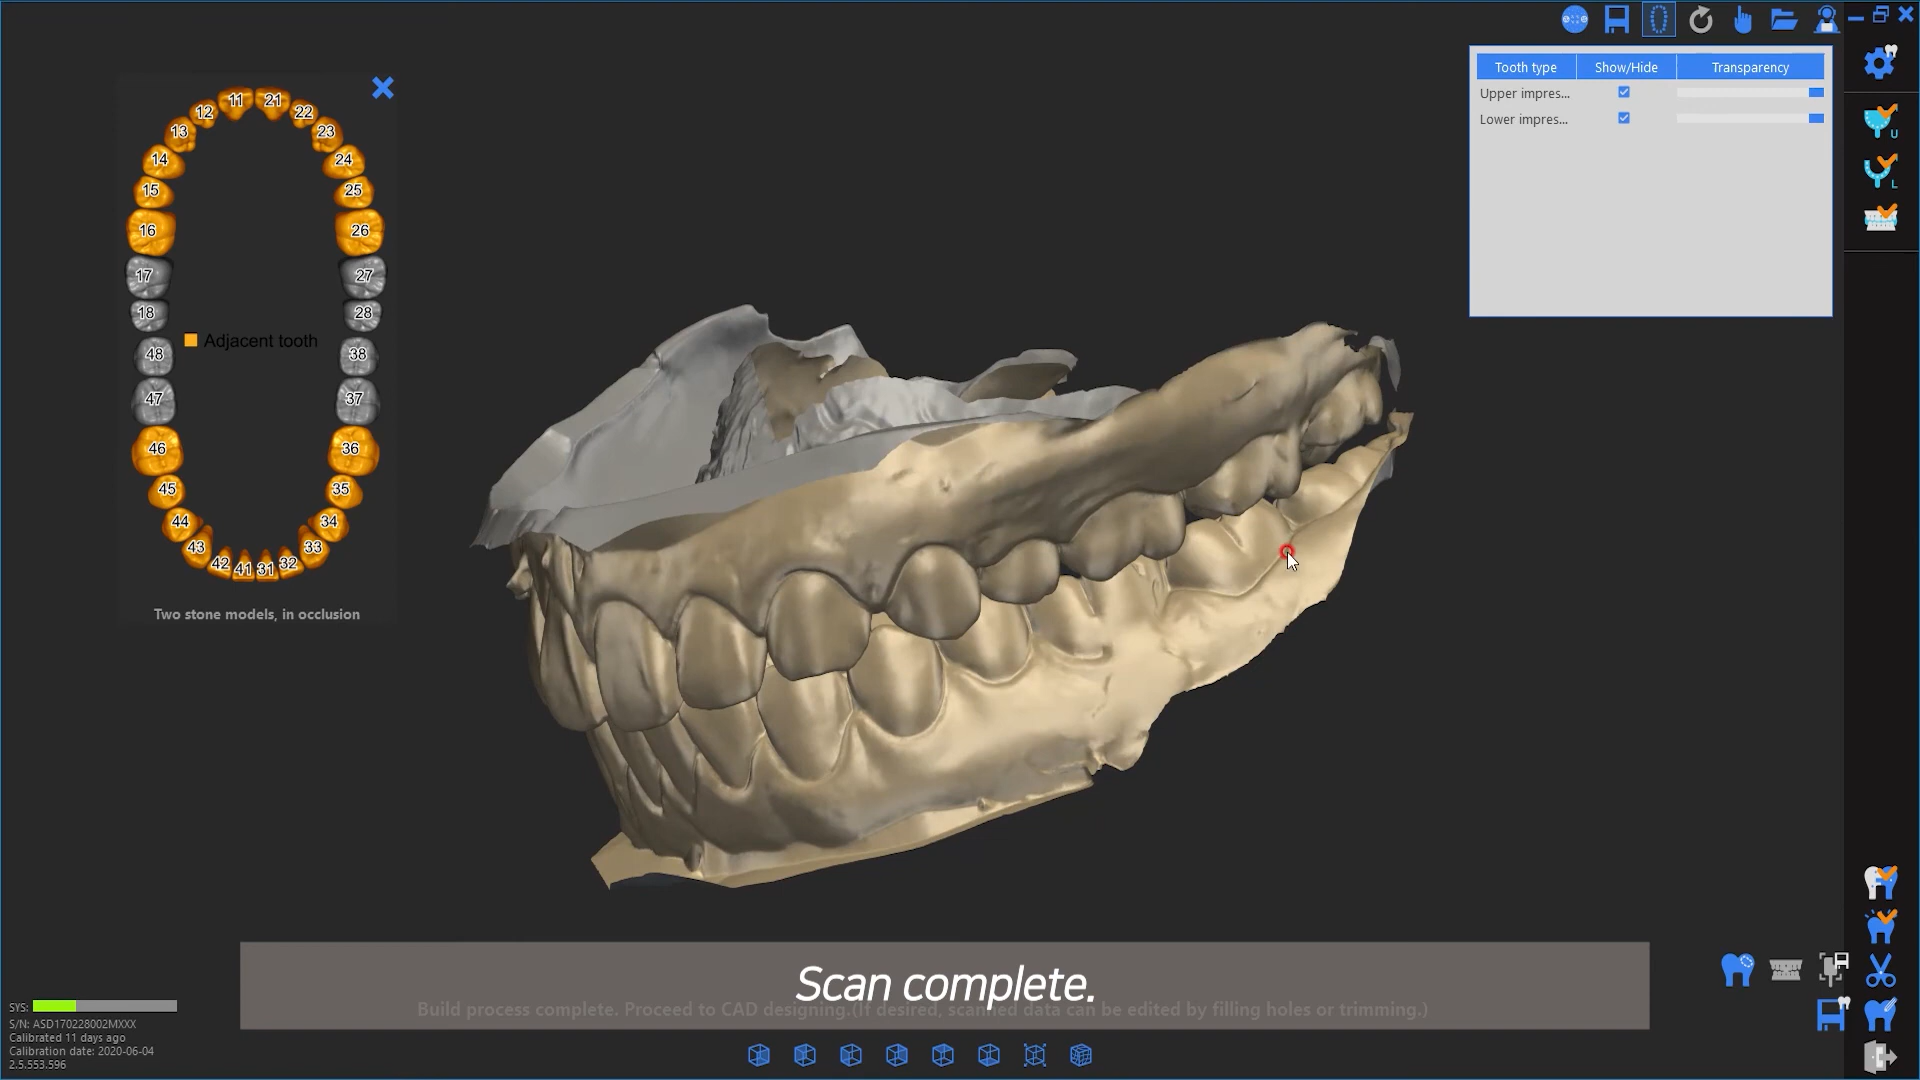 Tooth type Show/Hide Transparency
Upper impres...
Lower impres...
11 21
12 22
13 23
14 24
15 25
16 26
17 27
18 28
Adjacent tooth
48 38
47 37
46 36
45 35
44 34
43 33
42 41 31 32
Two stone models, in occlusion
U
L
Scan complete.
Build process complete. Proceed to CAD designing.(If desired, scanned data can be edited by filling holes or trimming.)
SYS:
S/N: ASD170228002MXXX
Calibrated 11 days ago
Calibration date: 2020-06-04
2.5.553.596